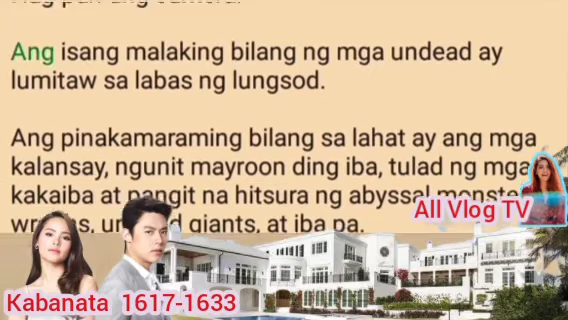 Ang isang malaking bilang ng mga undead ay
lumitaw sa labas ng lungsod.
Ang pinakamaraming bilang sa lahat ay ang mga
kalansay, ngunit mayroon ding iba, tulad ng mga
kakaiba at pangit na hitsura ng abyssal
giants, at iba pa.
All Vlog TV
Kabanata 1617-1633